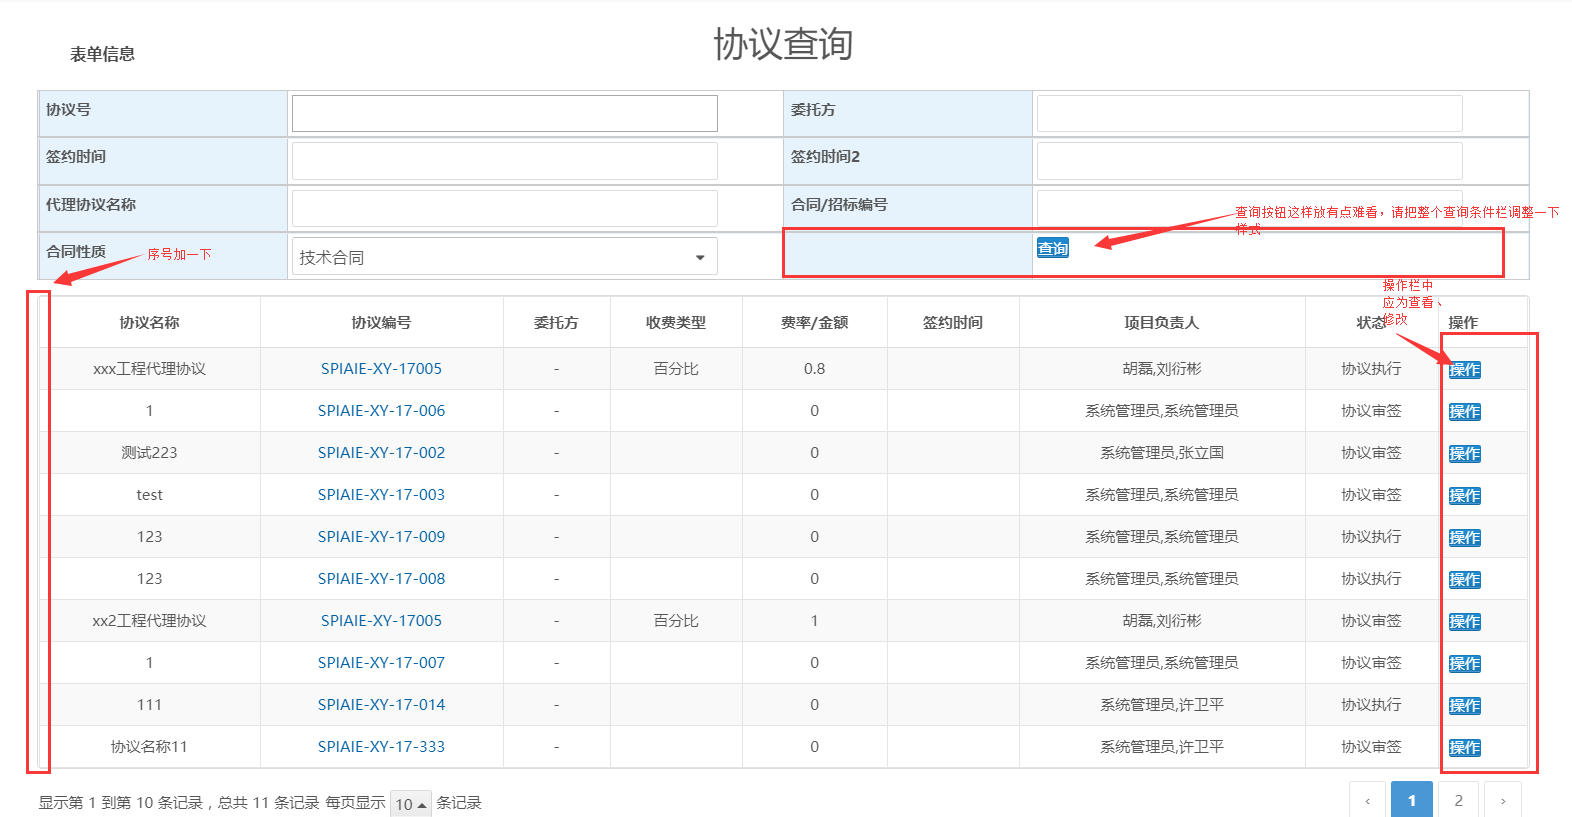 协议查询
表单信息
协议号
委托方
签约时间
签约时间2
代理协议名称
合同/招标编号
查询按钮这样放有点难看，请把整个查询条件栏调整一下
样式
合同性质
序号加一下
技术合同
查询
操作栏中
应为查看、
修改
协议名称 协议编号 委托方 收费类型 费率/金额 签约时间 项目负责人 状态 操作
xxx工程代理协议 SPIAIE-XY-17005 - 百分比 0.8 胡磊,刘衍彬 协议执行 操作
1 SPIAIE-XY-17-006 - 0 系统管理员,系统管理员 协议审签 操作
测试223 SPIAIE-XY-17-002 - 0 系统管理员,张立国 协议审签 操作
test SPIAIE-XY-17-003 - 0 系统管理员,系统管理员 协议审签 操作
123 SPIAIE-XY-17-009 - 0 系统管理员,系统管理员 协议执行 操作
123 SPIAIE-XY-17-008 - 0 系统管理员,系统管理员 协议执行 操作
xx2工程代理协议 SPIAIE-XY-17005 - 百分比 1 胡磊,刘衍彬 协议审签 操作
1 SPIAIE-XY-17-007 - 0 系统管理员,系统管理员 协议审签 操作
111 SPIAIE-XY-17-014 - 0 系统管理员,许卫平 协议执行 操作
协议名称11 SPIAIE-XY-17-333 - 0 系统管理员,许卫平 协议审签 操作
显示第 1 到第 10 条记录，总共 11 条记录 每页显示 10 条记录
‹ 1 2 ›